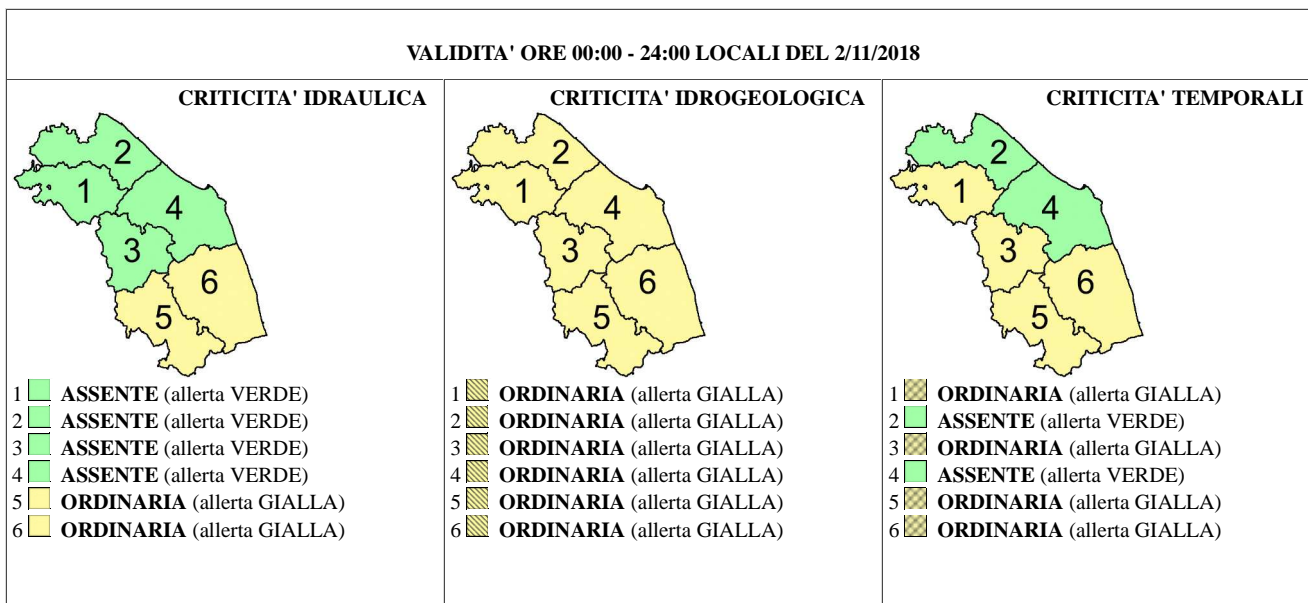 VALIDITA' ORE 00:00 - 24:00 LOCALI DEL 2/11/2018
CRITICITA' IDRAULICA
2
1
4
3
6
5
1 ASSENTE (allerta VERDE)
2 ASSENTE (allerta VERDE)
3 ASSENTE (allerta VERDE)
4 ASSENTE (allerta VERDE)
5 ORDINARIA (allerta GIALLA)
6 ORDINARIA (allerta GIALLA)
CRITICITA' IDROGEOLOGICA
2
1
4
3
6
5
1 ORDINARIA (allerta GIALLA)
2 ORDINARIA (allerta GIALLA)
3 ORDINARIA (allerta GIALLA)
4 ORDINARIA (allerta GIALLA)
5 ORDINARIA (allerta GIALLA)
6 ORDINARIA (allerta GIALLA)
CRITICITA' TEMPORALI
2
1
4
3
6
5
1 ORDINARIA (allerta GIALLA)
2 ASSENTE (allerta VERDE)
3 ORDINARIA (allerta GIALLA)
4 ASSENTE (allerta VERDE)
5 ORDINARIA (allerta GIALLA)
6 ORDINARIA (allerta GIALLA)